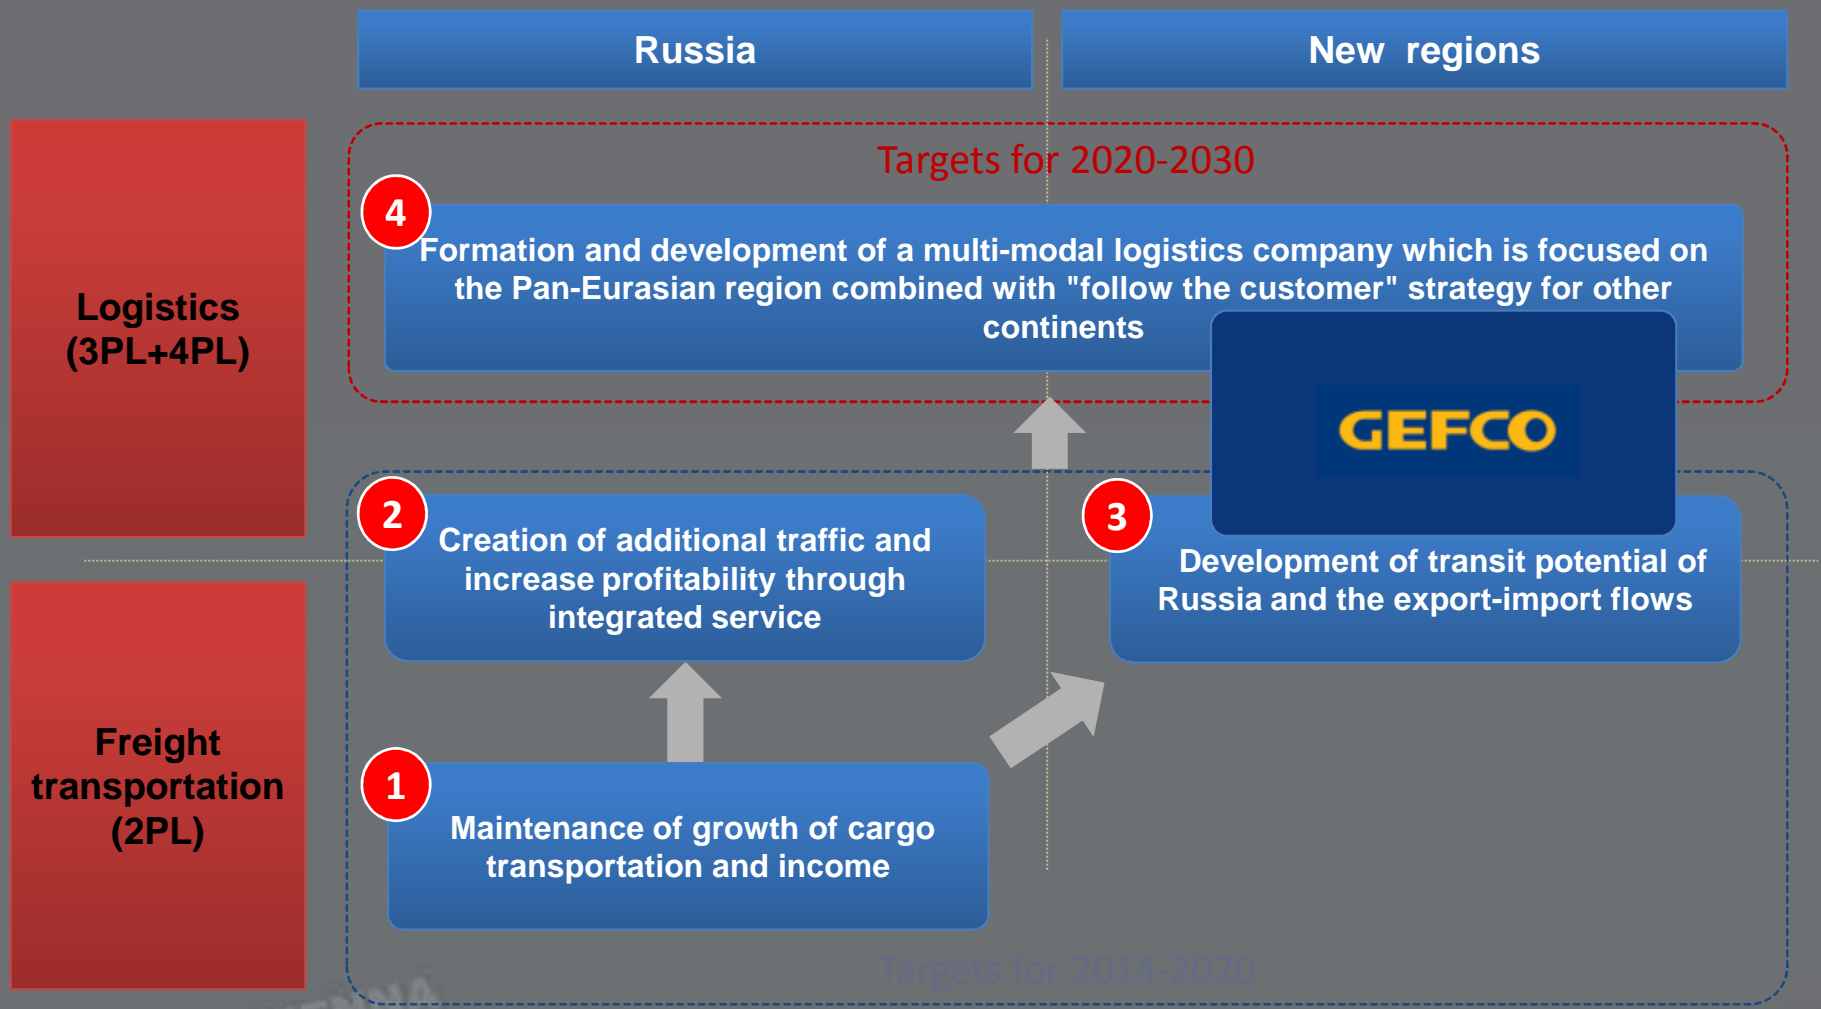 Russia
New regions
Targets for 2020-2030
4
Formation and development of a multi-modal logistics company which is focused on
the Pan-Eurasian region combined with "follow the customer" strategy for other
continents
Logistics
(3PL+4PL)
GEFCO
2
Creation of additional traffic and
increase profitability through
integrated service
3
Development of transit potential of
Russia and the export-import flows
Freight
transportation
(2PL)
1
Maintenance of growth of cargo
transportation and income
Targets for 2014-2020